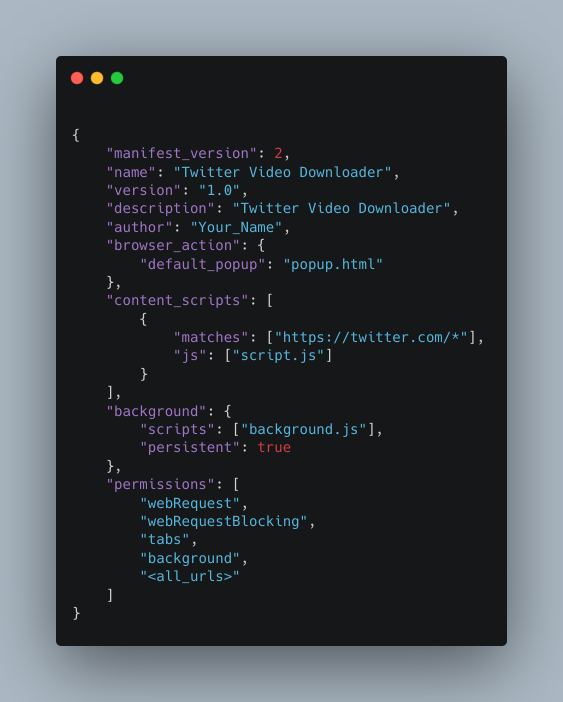 {
    "manifest_version": 2,
    "name": "Twitter Video Downloader",
    "version": "1.0",
    "description": "Twitter Video Downloader",
    "author": "Your_Name",
    "browser_action": {
        "default_popup": "popup.html"
    },
    "content_scripts": [
        {
            "matches": ["https://twitter.com/*"],
            "js": ["script.js"]
        }
    ],
    "background": {
        "scripts": ["background.js"],
        "persistent": true
    },
    "permissions": [
        "webRequest",
        "webRequestBlocking",
        "tabs",
        "background",
        "<all_urls>"
    ]
}